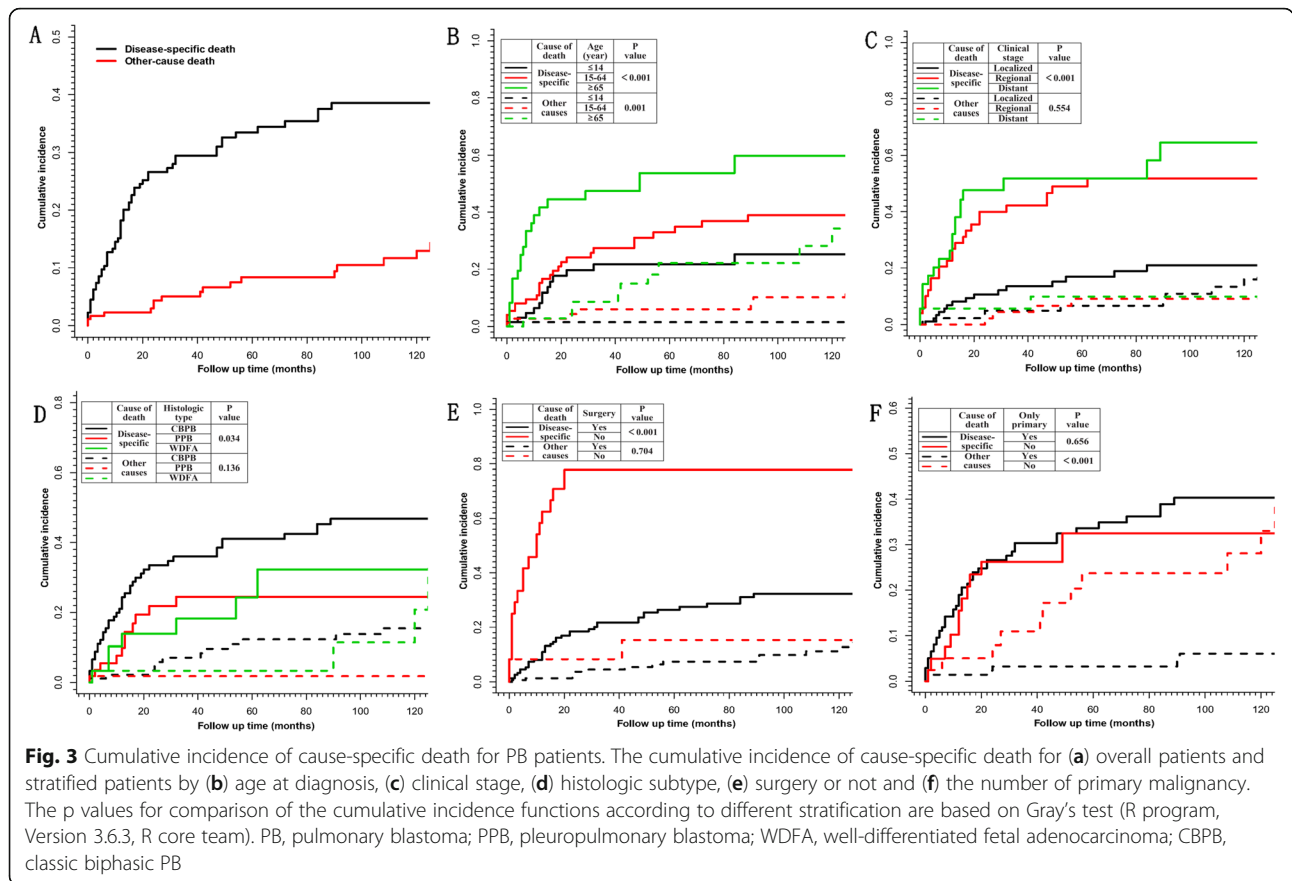 A
Disease-specific death
Other-cause death
Cumulative incidence
0.5
0.4
0.3
0.2
0.1
0.0
0 20 40 60 80 100 120
Follow up time (months)
B
Cause of death Age (year) P value
Disease-specific ≤14 15-64 ≥65 < 0.001
Other causes ≤14 15-64 ≥65 0.001
Cumulative incidence
1.0
0.8
0.6
0.4
0.2
0.0
0 20 40 60 80 100 120
Follow up time (months)
C
Cause of death Clinical stage P value
Disease-specific Localized Regional Distant < 0.001
Other causes Localized Regional Distant 0.554
Cumulative incidence
1.0
0.8
0.6
0.4
0.2
0.0
0 20 40 60 80 100 120
Follow up time (months)
D
Cause of death Histologic type P value
Disease-specific CBPB PPB WDFA 0.034
Other causes CBPB PPB WDFA 0.136
Cumulative incidence
0.8
0.6
0.4
0.2
0.0
0 20 40 60 80 100 120
Follow up time (months)
E
Cause of death Surgery P value
Disease-specific Yes No < 0.001
Other causes Yes No 0.704
Cumulative incidence
1.0
0.8
0.6
0.4
0.2
0.0
0 20 40 60 80 100 120
Follow up time (months)
F
Cause of death Only primary P value
Disease-specific Yes No 0.656
Other causes Yes No < 0.001
Cumulative incidence
0.6
0.5
0.4
0.3
0.2
0.1
0.0
0 20 40 60 80 100 120
Follow up time (months)
Fig. 3 Cumulative incidence of cause-specific death for PB patients. The cumulative incidence of cause-specific death for (a) overall patients and
stratified patients by (b) age at diagnosis, (c) clinical stage, (d) histologic subtype, (e) surgery or not and (f) the number of primary malignancy.
The p values for comparison of the cumulative incidence functions according to different stratification are based on Gray's test (R program,
Version 3.6.3, R core team). PB, pulmonary blastoma; PPB, pleuropulmonary blastoma; WDFA, well-differentiated fetal adenocarcinoma; CBPB,
classic biphasic PB